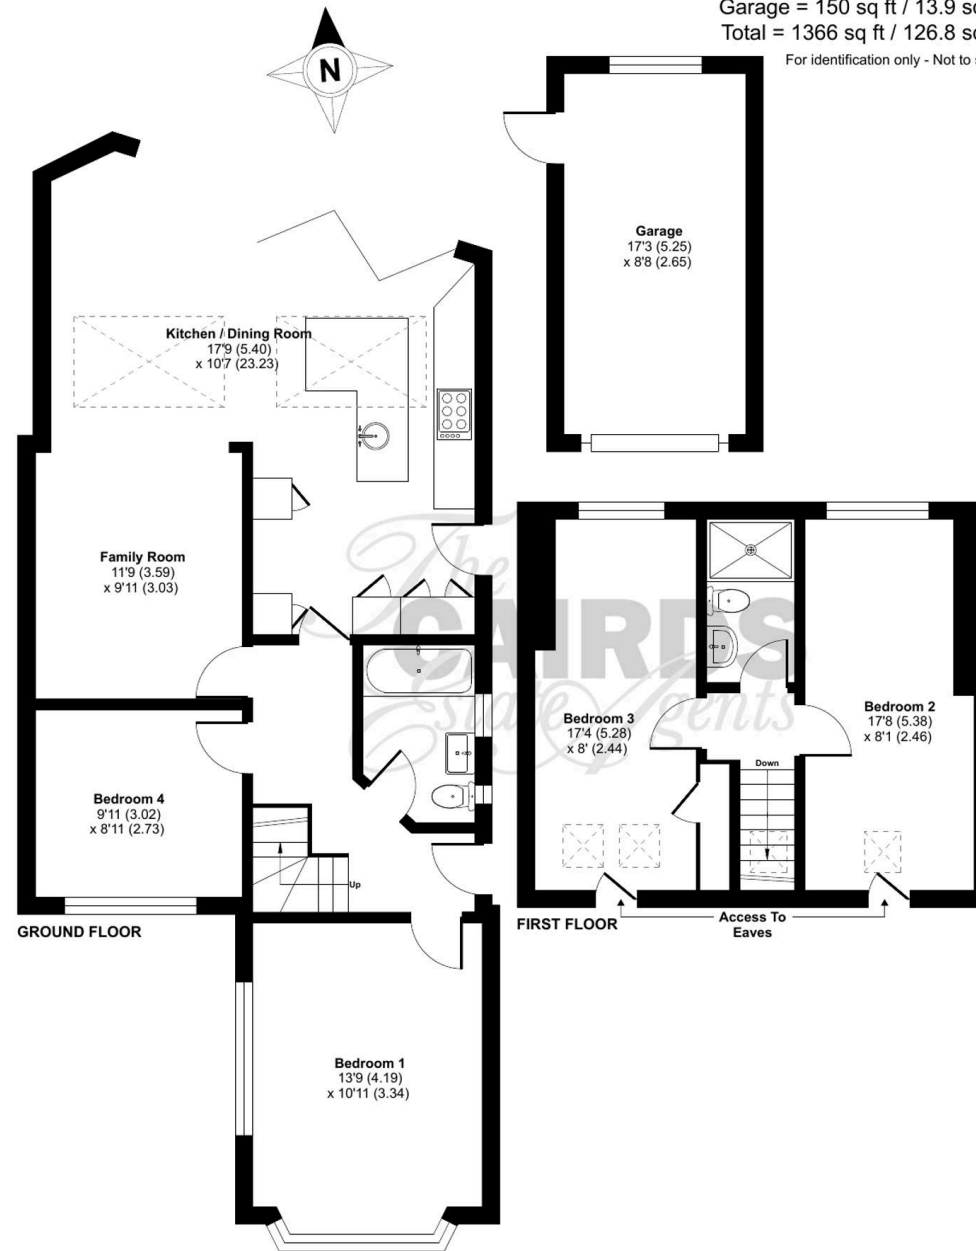 Garage = 150 sq ft / 13.9 sq
Total = 1366 sq ft / 126.8 sq
For identification only - Not to
N
Garage
17'3 (5.25)
x 8'8 (2.65)
Kitchen / Dining Room
17'9 (5.40)
x 10'7 (23.23)
Family Room
11'9 (3.59)
x 9'11 (3.03)
Bedroom 4
9'11 (3.02)
x 8'11 (2.73)
Up
GROUND FLOOR
Bedroom 1
13'9 (4.19)
x 10'11 (3.34)
Bedroom 3
17'4 (5.28)
x 8' (2.44)
Bedroom 2
17'8 (5.38)
x 8'1 (2.46)
Down
FIRST FLOOR
Access To
Eaves
The
CAIRDS
Estate Agents